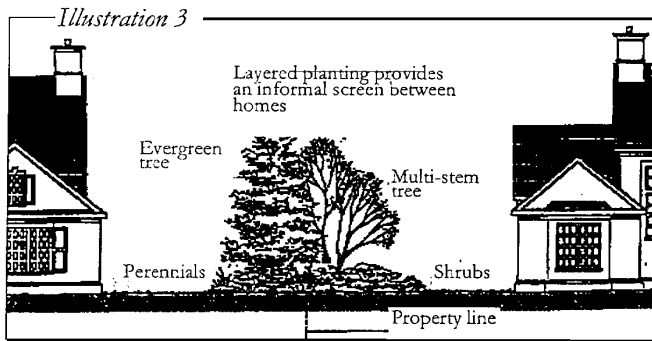 Illustration 3
Layered planting provides
an informal screen between
homes
Evergreen
tree
Multi-stem
tree
Perennials
Shrubs
Property line